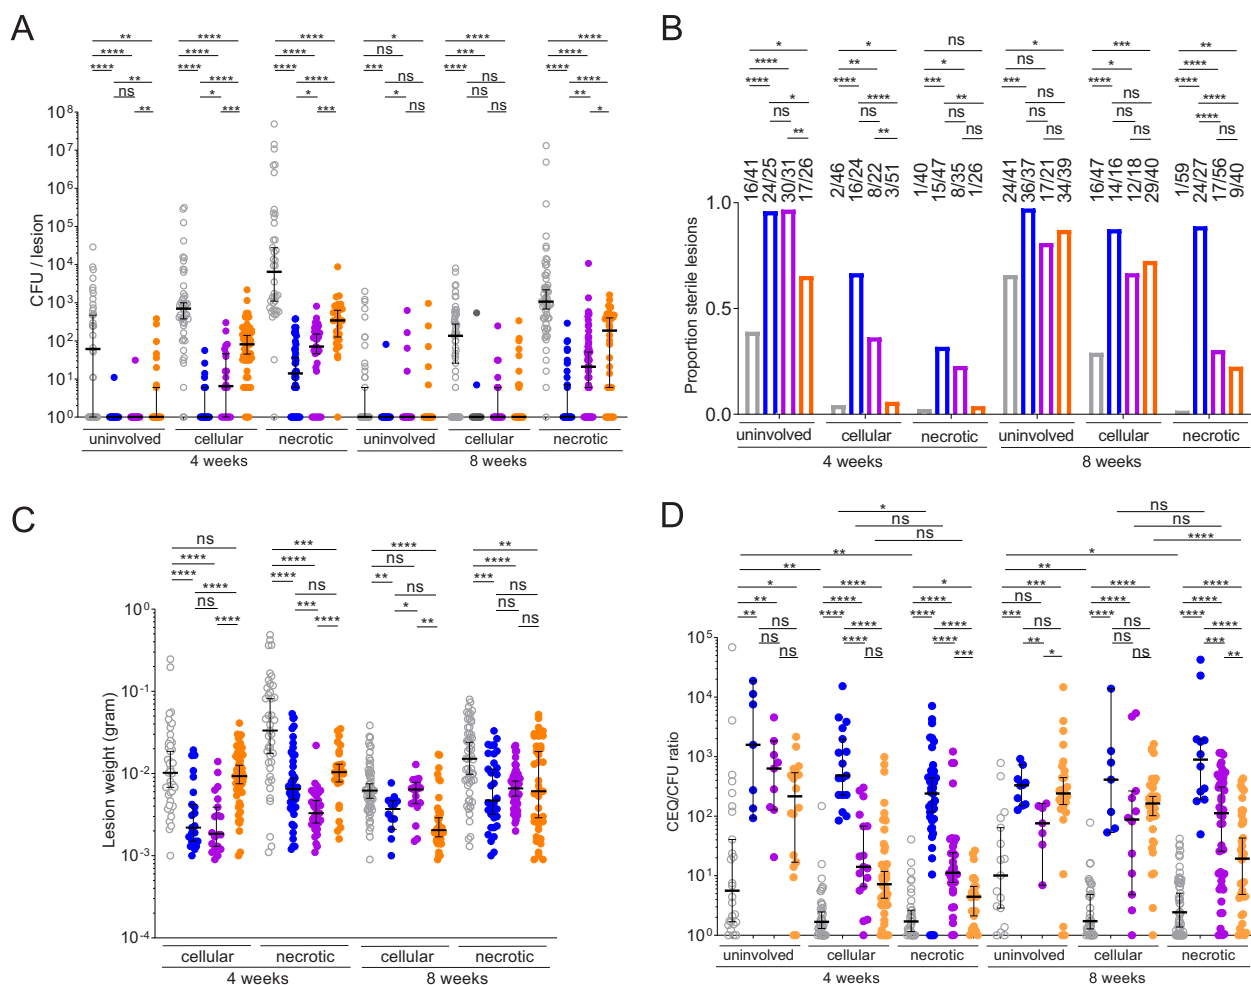 A
** **** **** * **** ****
**** **** **** ns *** ****
**** **** **** *** **** ****
** **** **** ns ns ****
ns * * * ns **
** *** *** ns ns *
CFU / lesion
10^8
10^7
10^6
10^5
10^4
10^3
10^2
10^1
10^0
uninvolved cellular necrotic uninvolved cellular necrotic
4 weeks 8 weeks
B
* * ns * *** **
**** ** * ns * ****
**** **** *** *** **** ****
* **** ** ns ns ****
ns ns ns ns ns ****
** ** ns ns ns ns
16/41 24/25 30/31 17/26 2/46 16/24 8/22 3/51 1/40 15/47 8/35 1/26 24/41 36/37 17/21 34/39 16/47 14/16 12/18 29/40 1/59 24/27 17/56 9/40
Proportion sterile lesions
1.0
0.5
0.0
uninvolved cellular necrotic uninvolved cellular necrotic
4 weeks 8 weeks
C
ns *** **** **
**** **** ns ****
**** **** ** ***
**** ns ns ns
ns *** * ns
**** **** ** ns
Lesion weight (gram)
10^0
10^-1
10^-2
10^-3
10^-4
cellular necrotic cellular necrotic
4 weeks 8 weeks
D
* ns
ns ns
ns ****
** *
** **
* **** * *** **** ****
** **** **** ns **** ****
** **** **** *** **** ****
ns **** **** ns ns ****
ns **** **** ** ns ***
ns ns *** * ns **
CEQ/CFU ratio
10^5
10^4
10^3
10^2
10^1
10^0
uninvolved cellular necrotic uninvolved cellular necrotic
4 weeks 8 weeks